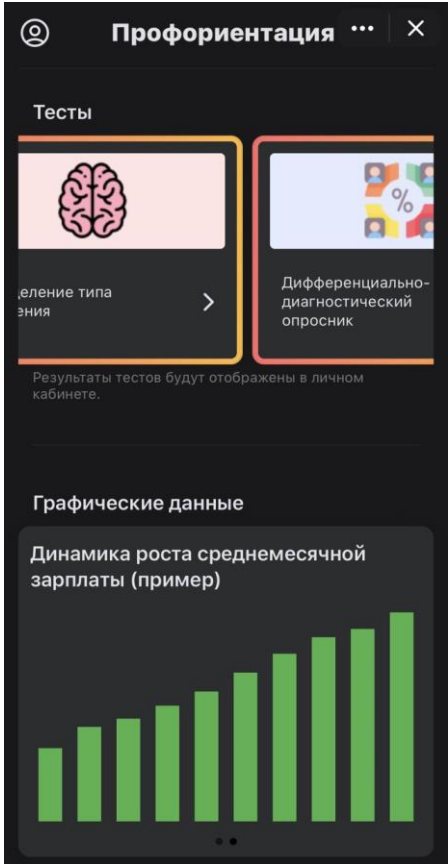 Профориентация
Тесты
%
еление типа
ения
Дифференциально-
диагностический
опросник
Результаты тестов будут отображены в личном
кабинете.
Графические данные
Динамика роста среднемесячной
зарплаты (пример)